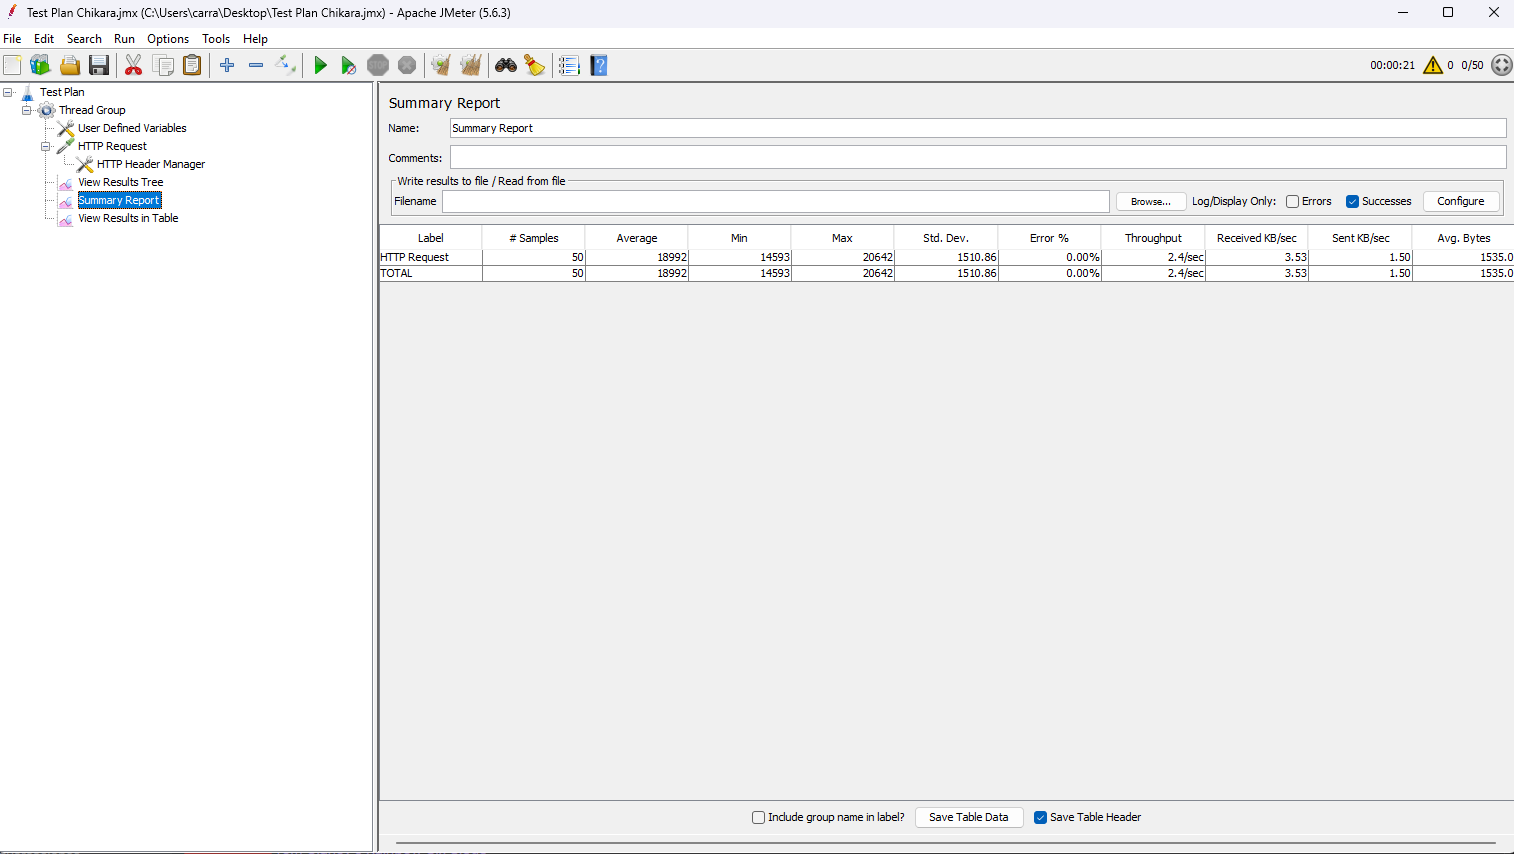 Test Plan Chikara.jmx (C:\Users\carra\Desktop\Test Plan Chikara.jmx) - Apache JMeter (5.6.3)
File Edit Search Run Options Tools Help
STOP
00:00:21 0 0/50
Test Plan
Thread Group
User Defined Variables
HTTP Request
HTTP Header Manager
View Results Tree
Summary Report
View Results in Table
Summary Report
Name: Summary Report
Comments:
Write results to file / Read from file
Filename Browse... Log/Display Only: Errors Successes Configure
Label # Samples Average Min Max Std. Dev. Error % Throughput Received KB/sec Sent KB/sec Avg. Bytes
HTTP Request 50 18992 14593 20642 1510.86 0.00% 2.4/sec 3.53 1.50 1535.0
TOTAL 50 18992 14593 20642 1510.86 0.00% 2.4/sec 3.53 1.50 1535.0
Include group name in label? Save Table Data Save Table Header